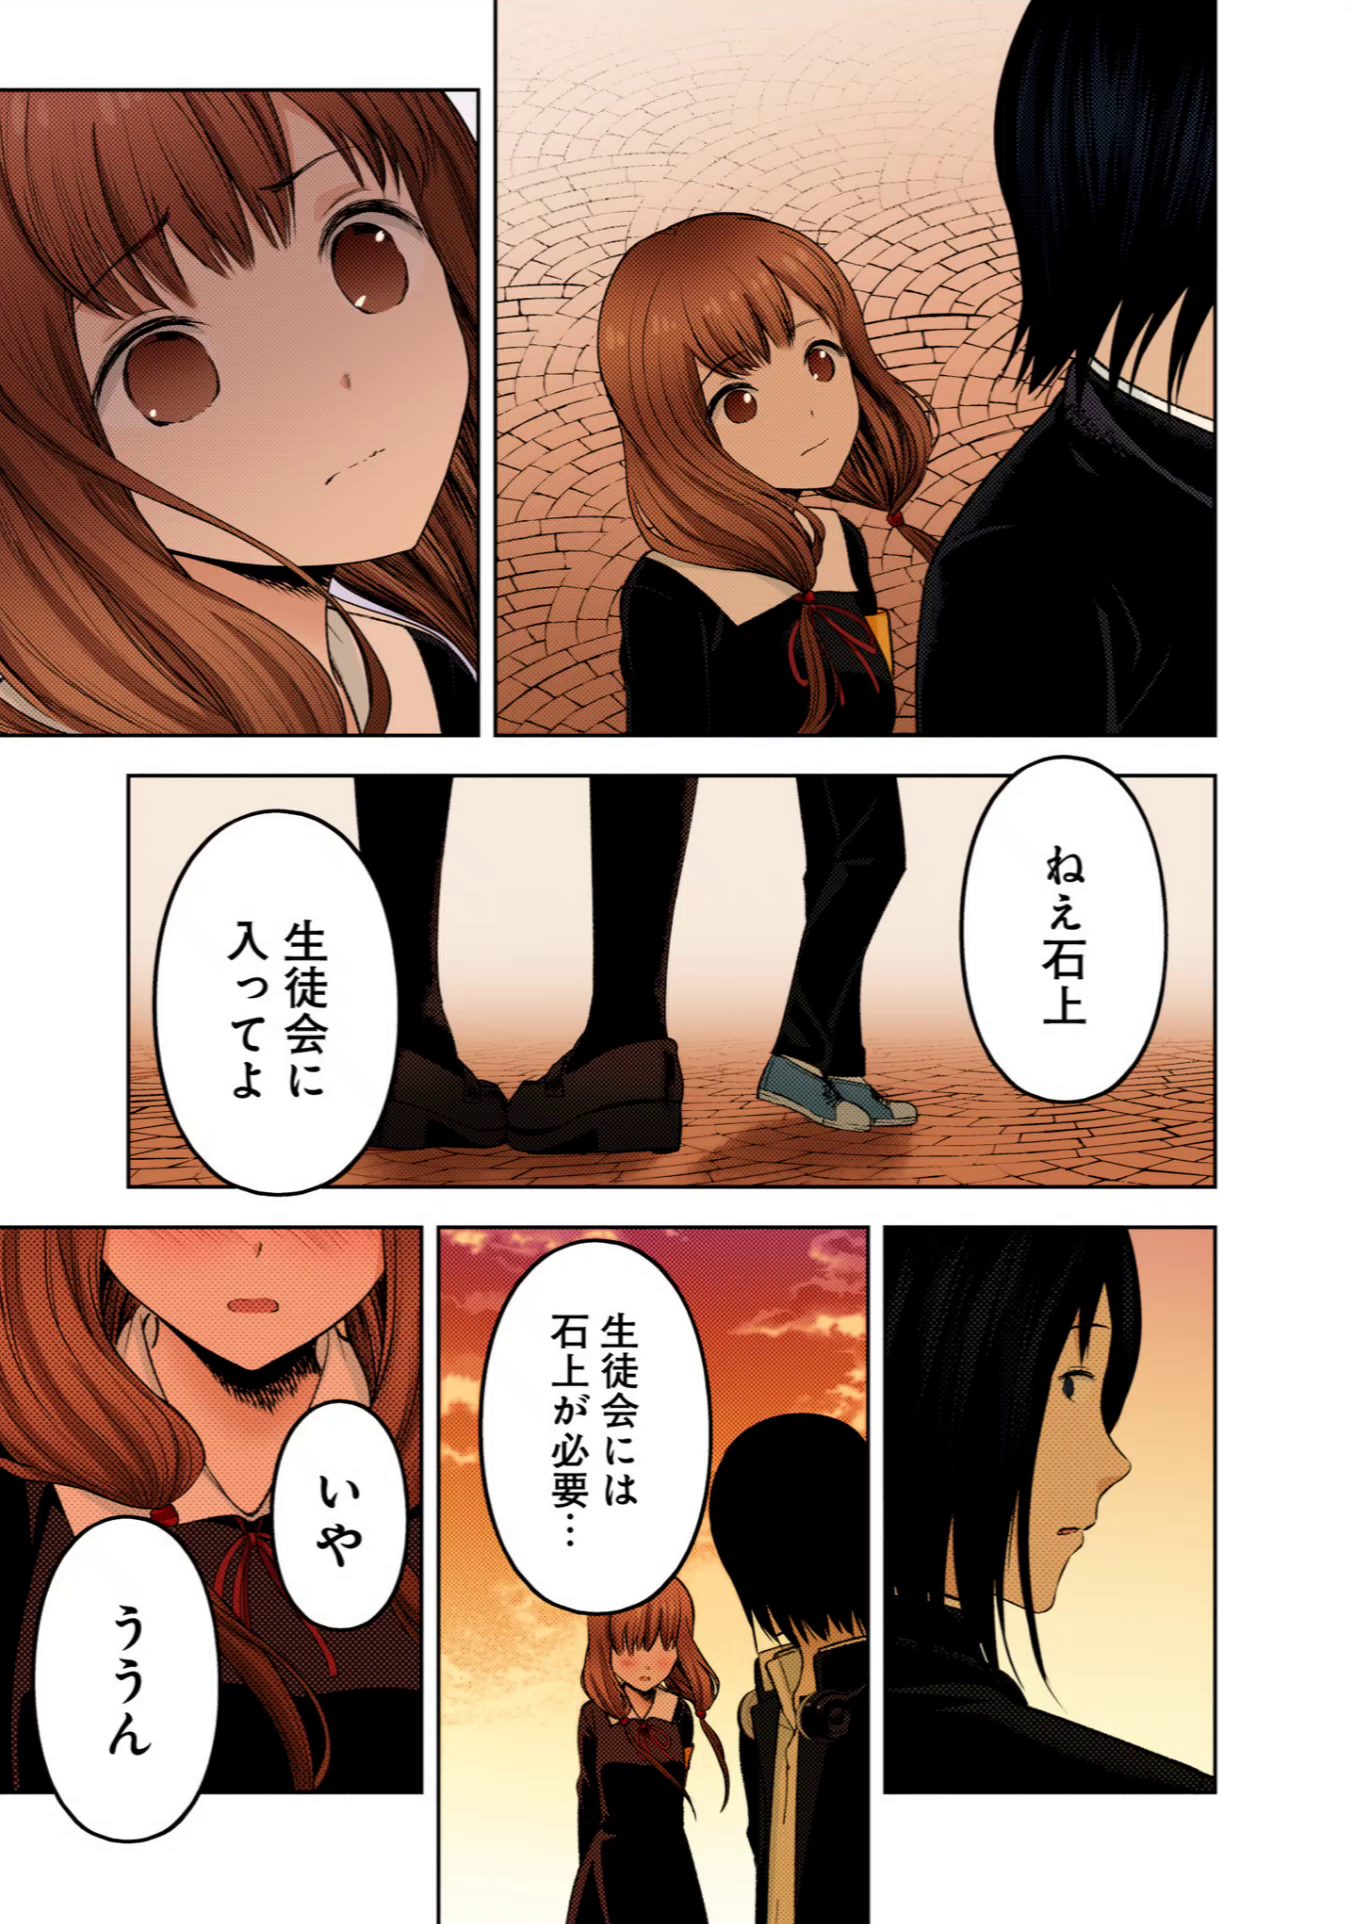 ねぇ石上
生徒会に
入ってよ
生徒会には
石上が必要…
いや
ううん